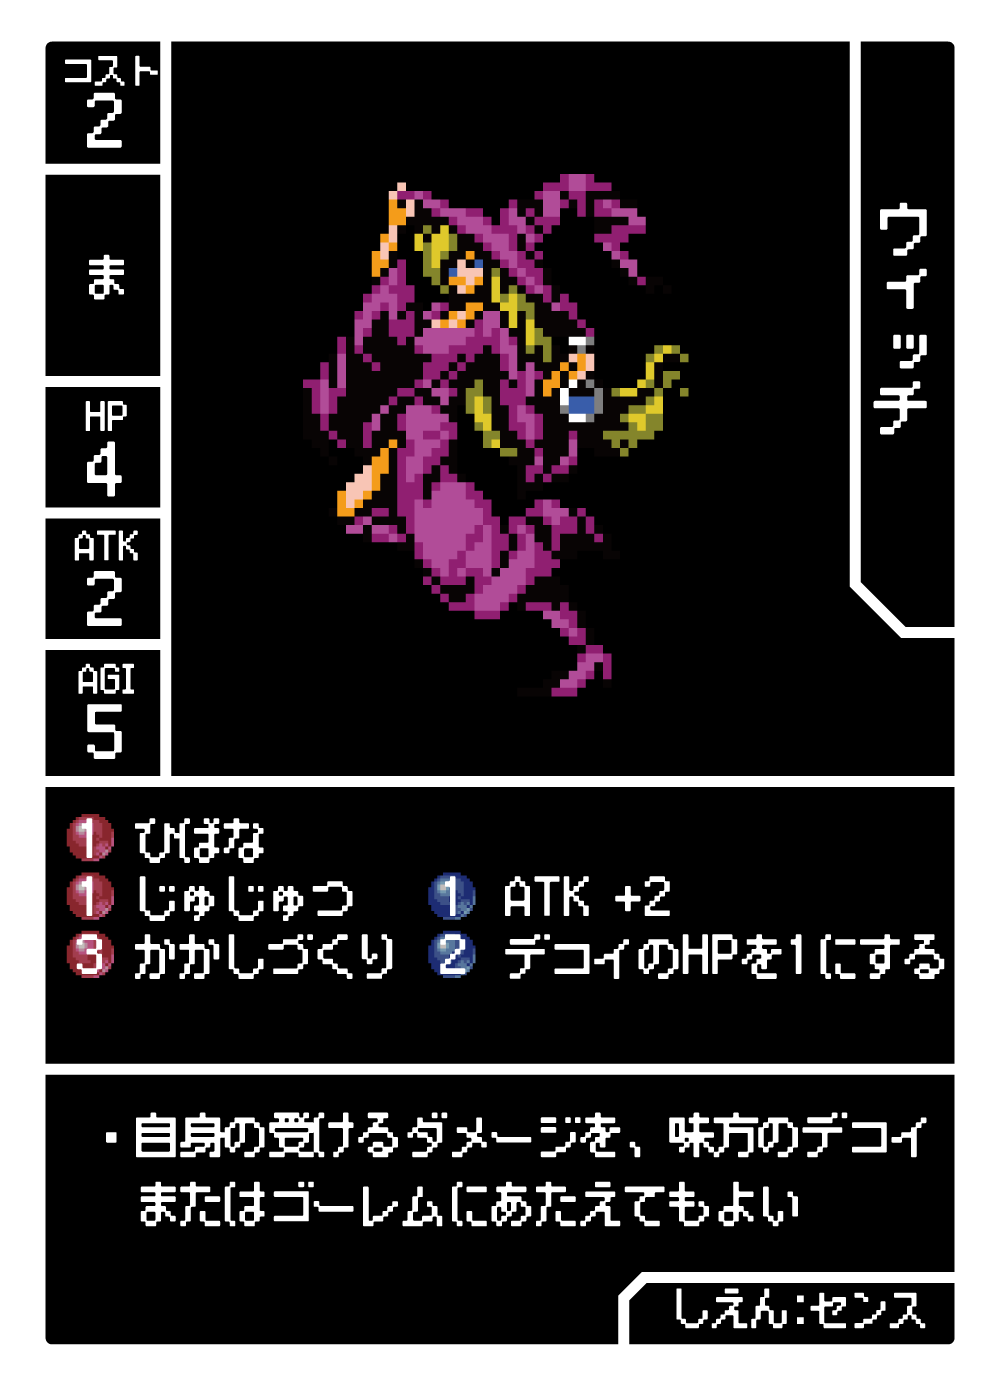 コスト
2
ま
HP
4
ATK
2
AGI
5
ウィッチ
1 ひばな
1 じゅじゅつ 1 ATK +2
3 かかしづくり 2 デコイのHPを1にする
・自身の受けるダメージを、味方のデコイ
またはゴーレムにあたえてもよい
しえん:センス